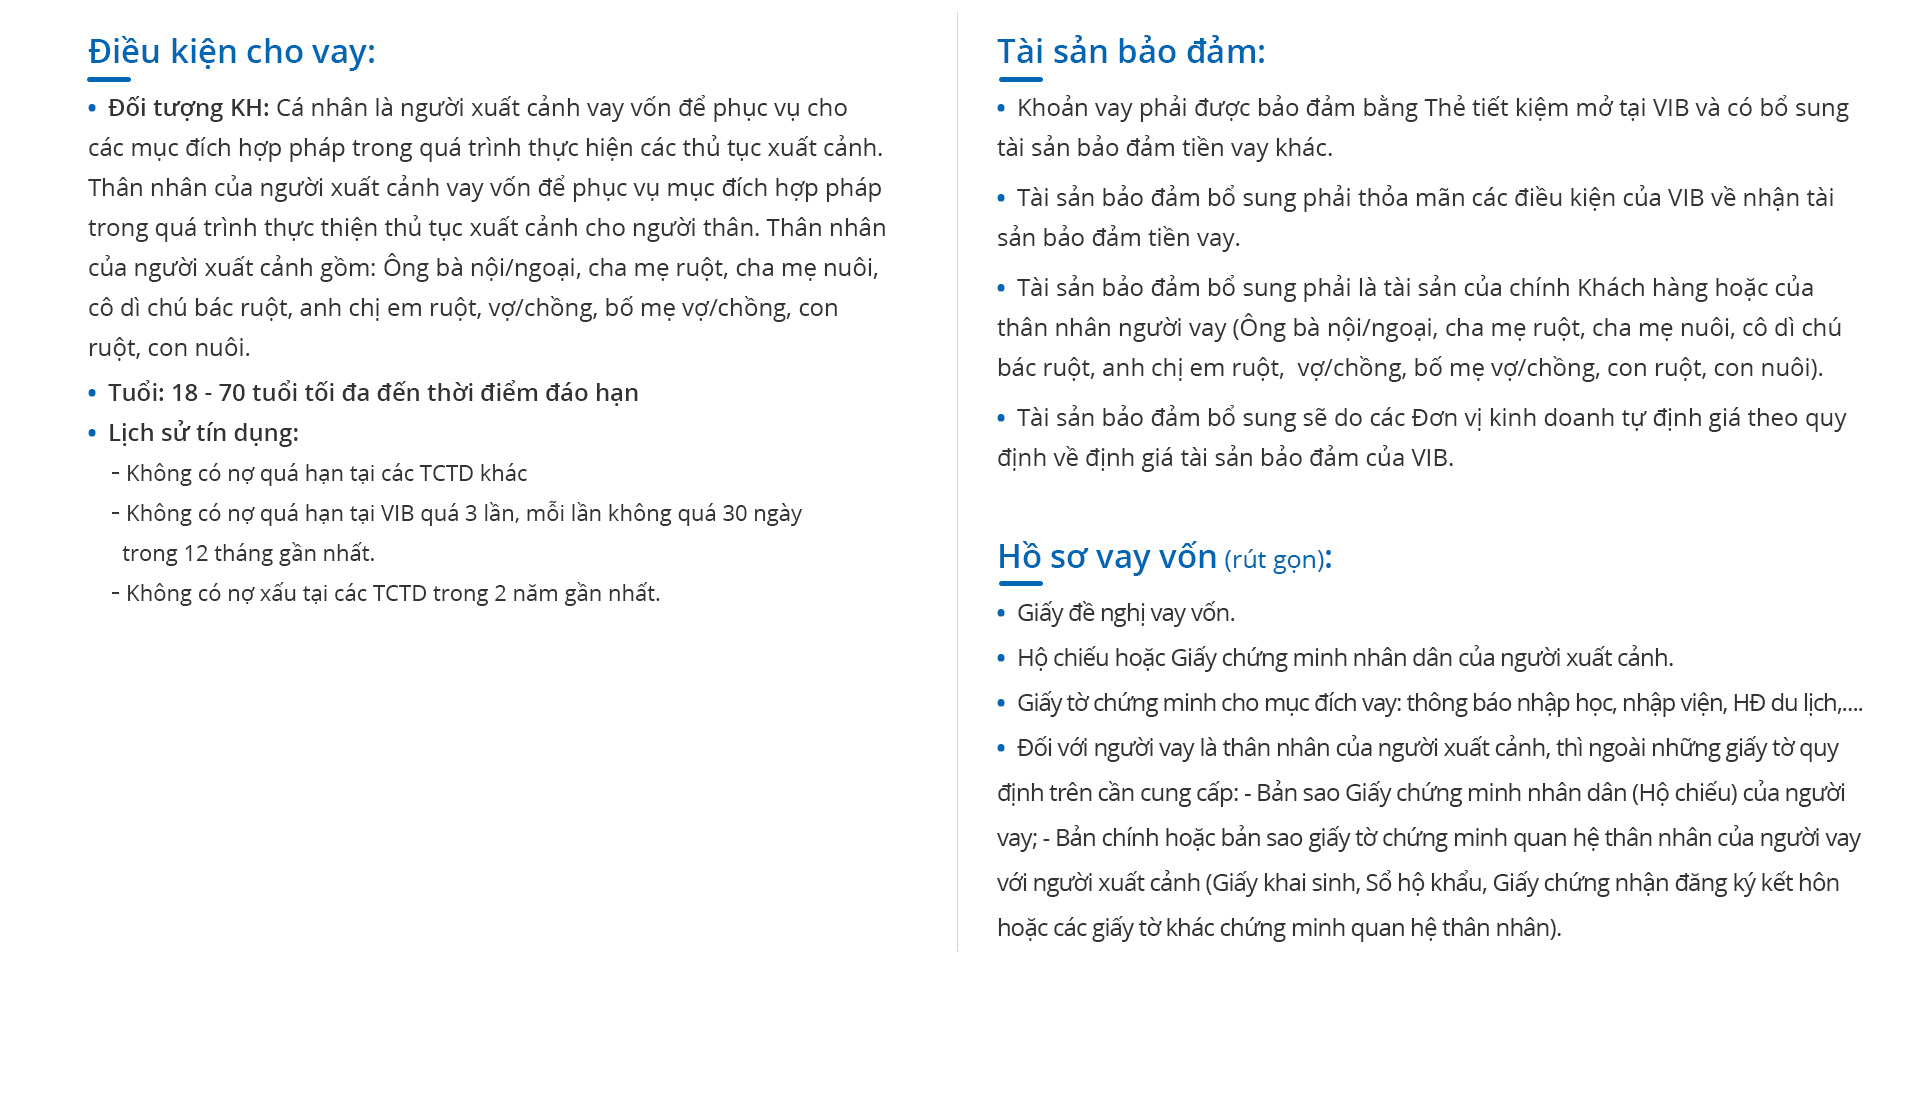 Điều kiện cho vay:
• Đối tượng KH: Cá nhân là người xuất cảnh vay vốn để phục vụ cho
các mục đích hợp pháp trong quá trình thực hiện các thủ tục xuất cảnh.
Thân nhân của người xuất cảnh vay vốn để phục vụ mục đích hợp pháp
trong quá trình thực thiện thủ tục xuất cảnh cho người thân. Thân nhân
của người xuất cảnh gồm: Ông bà nội/ngoại, cha mẹ ruột, cha mẹ nuôi,
cô dì chú bác ruột, anh chị em ruột, vợ/chồng, bố mẹ vợ/chồng, con
ruột, con nuôi.
• Tuổi: 18 - 70 tuổi tối đa đến thời điểm đáo hạn
• Lịch sử tín dụng:
- Không có nợ quá hạn tại các TCTD khác
- Không có nợ quá hạn tại VIB quá 3 lần, mỗi lần không quá 30 ngày
trong 12 tháng gần nhất.
- Không có nợ xấu tại các TCTD trong 2 năm gần nhất.
Tài sản bảo đảm:
• Khoản vay phải được bảo đảm bằng Thẻ tiết kiệm mở tại VIB và có bổ sung
tài sản bảo đảm tiền vay khác.
• Tài sản bảo đảm bổ sung phải thỏa mãn các điều kiện của VIB về nhận tài
sản bảo đảm tiền vay.
• Tài sản bảo đảm bổ sung phải là tài sản của chính Khách hàng hoặc của
thân nhân người vay (Ông bà nội/ngoại, cha mẹ ruột, cha mẹ nuôi, cô dì chú
bác ruột, anh chị em ruột,  vợ/chồng, bố mẹ vợ/chồng, con ruột, con nuôi).
• Tài sản bảo đảm bổ sung sẽ do các Đơn vị kinh doanh tự định giá theo quy
định về định giá tài sản bảo đảm của VIB.
Hồ sơ vay vốn (rút gọn):
• Giấy đề nghị vay vốn.
• Hộ chiếu hoặc Giấy chứng minh nhân dân của người xuất cảnh.
• Giấy tờ chứng minh cho mục đích vay: thông báo nhập học, nhập viện, HĐ du lịch,....
• Đối với người vay là thân nhân của người xuất cảnh, thì ngoài những giấy tờ quy
định trên cần cung cấp: - Bản sao Giấy chứng minh nhân dân (Hộ chiếu) của người
vay; - Bản chính hoặc bản sao giấy tờ chứng minh quan hệ thân nhân của người vay
với người xuất cảnh (Giấy khai sinh, Sổ hộ khẩu, Giấy chứng nhận đăng ký kết hôn
hoặc các giấy tờ khác chứng minh quan hệ thân nhân).